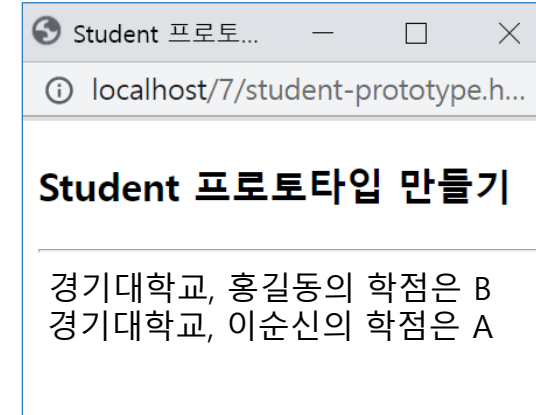 Student 프로토...
localhost/7/student-prototype.h...
Student 프로토타입 만들기
경기대학교, 홍길동의 학점은 B
경기대학교, 이순신의 학점은 A